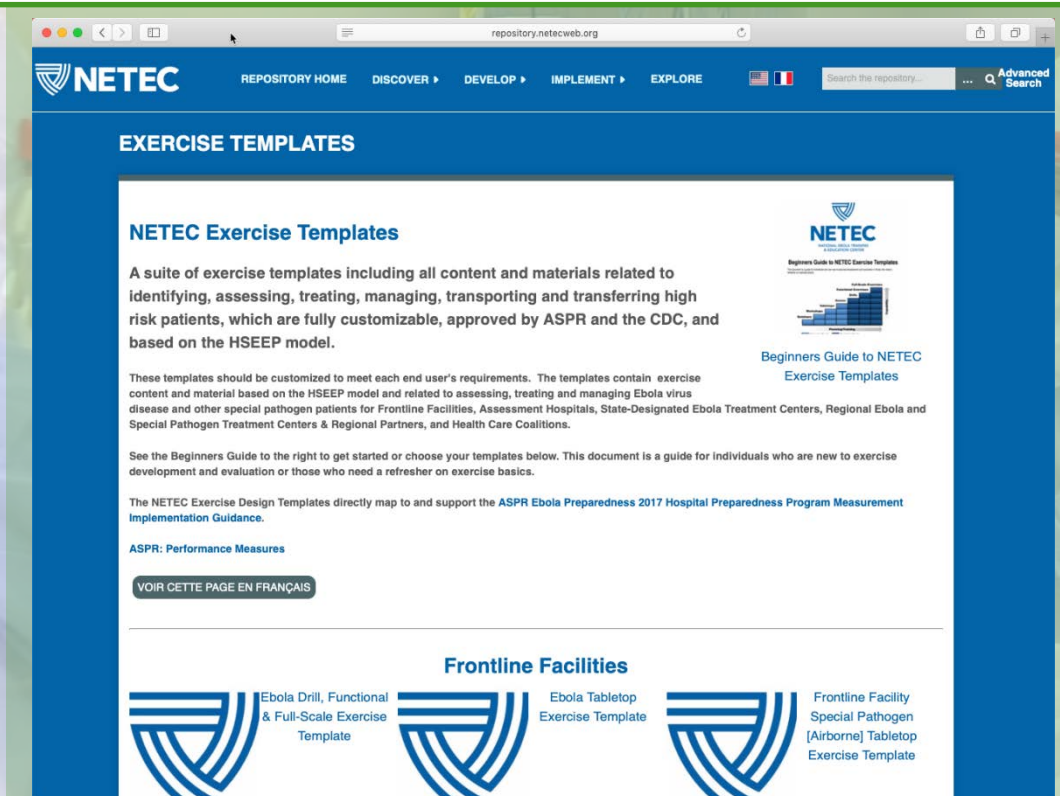 repository.netecweb.org
NETEC
REPOSITORY HOME
DISCOVER
DEVELOP
IMPLEMENT
EXPLORE
Search the repository...
...
Advanced
Search
EXERCISE TEMPLATES
NETEC Exercise Templates
A suite of exercise templates including all content and materials related to
identifying, assessing, treating, managing, transporting and transferring high
risk patients, which are fully customizable, approved by ASPR and the CDC, and
based on the HSEEP model.
NETEC
Beginners Guide to NETEC Exercise Templates
Beginners Guide to NETEC
Exercise Templates
These templates should be customized to meet each end user's requirements. The templates contain exercise
content and material based on the HSEEP model and related to assessing, treating and managing Ebola virus
disease and other special pathogen patients for Frontline Facilities, Assessment Hospitals, State-Designated Ebola Treatment Centers, Regional Ebola and
Special Pathogen Treatment Centers & Regional Partners, and Health Care Coalitions.
See the Beginners Guide to the right to get started or choose your templates below. This document is a guide for individuals who are new to exercise
development and evaluation or those who need a refresher on exercise basics.
The NETEC Exercise Design Templates directly map to and support the ASPR Ebola Preparedness 2017 Hospital Preparedness Program Measurement
Implementation Guidance.
ASPR: Performance Measures
VOIR CETTE PAGE EN FRANÇAIS
Frontline Facilities
Ebola Drill, Functional
& Full-Scale Exercise
Template
Ebola Tabletop
Exercise Template
Frontline Facility
Special Pathogen
[Airborne] Tabletop
Exercise Template